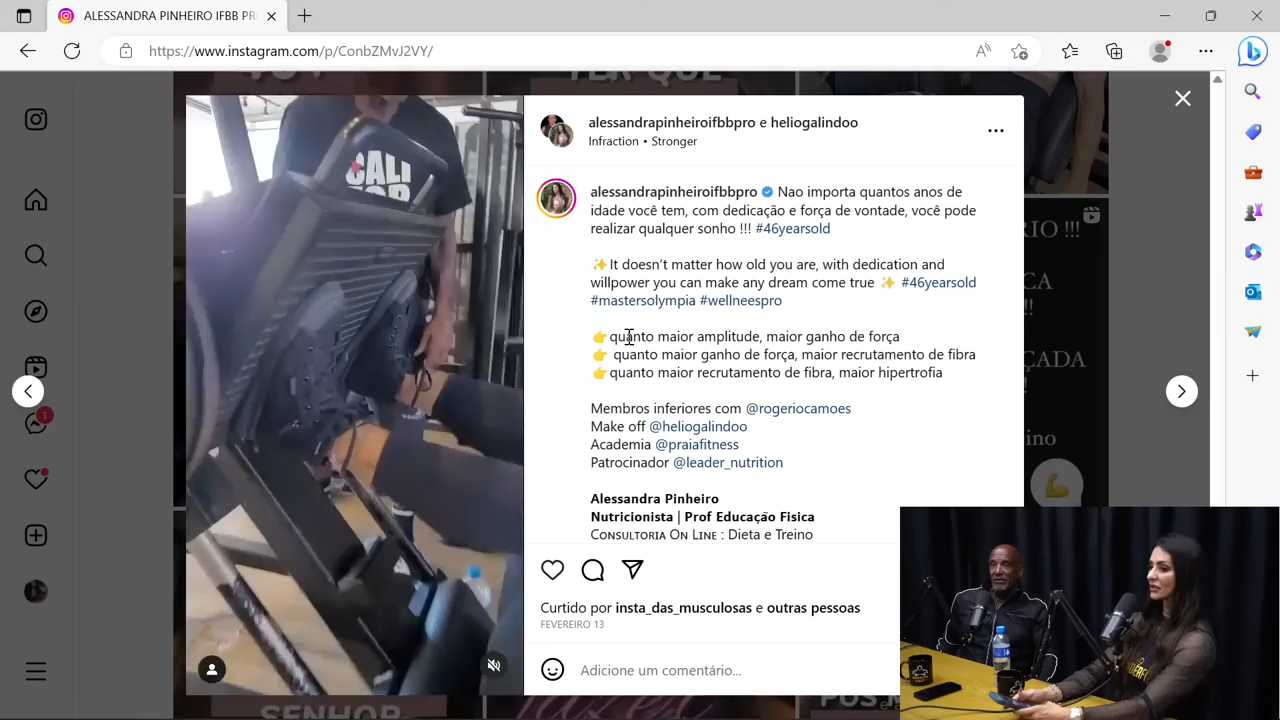 ALESSANDRA PINHEIRO IFBB PR
https://www.instagram.com/p/ConbZMvJ2VY/
TER QUE
CALI
alessandrapinheiroifbbpro e heliogalindoo
Infraction • Stronger
alessandrapinheiroifbbpro Nao importa quantos anos de
idade você tem, com dedicação e força de vontade, você pode
realizar qualquer sonho !!! #46yearsold
✨It doesn’t matter how old you are, with dedication and
willpower you can make any dream come true ✨ #46yearsold
#mastersolympia #wellneespro
👉quanto maior amplitude, maior ganho de força
👉 quanto maior ganho de força, maior recrutamento de fibra
👉quanto maior recrutamento de fibra, maior hipertrofia
Membros inferiores com @rogeriocamoes
Make off @heliogalindoo
Academia @praiafitness
Patrocinador @leader_nutrition
Alessandra Pinheiro
Nutricionista | Prof Educação Fisica
Consultoria On Line : Dieta e Treino
Curtido por insta_das_musculosas e outras pessoas
FEVEREIRO 13
Adicione um comentário...
1
SENHOR